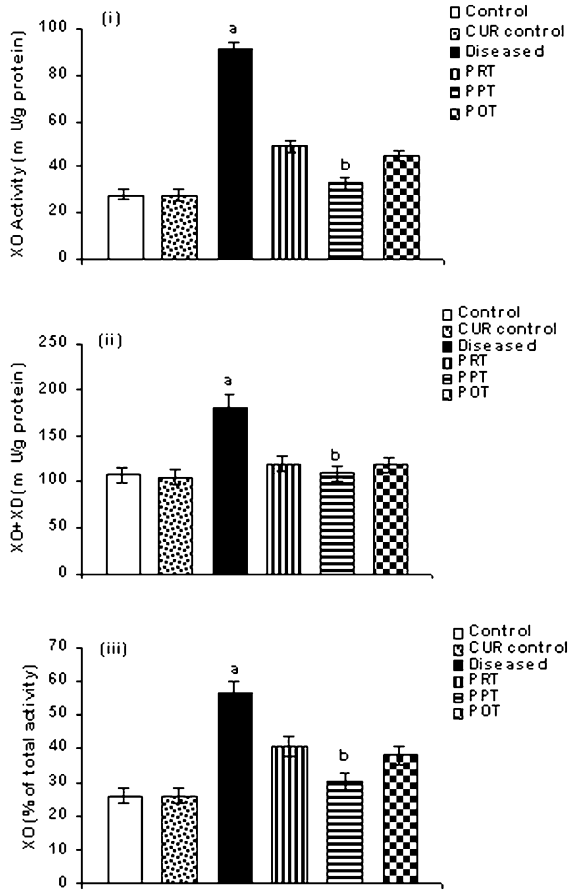 (i)
Control
CUR control
Diseased
PRT
PPT
POT
XO Activity (m U/g protein)
100
80
60
40
20
0
a
b
(ii)
Control
CUR control
Diseased
PRT
PPT
POT
XO+XD (m U/g protein)
250
200
150
100
50
0
a
b
(iii)
Control
CUR control
Diseased
PRT
PPT
POT
XO (% of total activity)
70
60
50
40
30
20
10
0
a
b